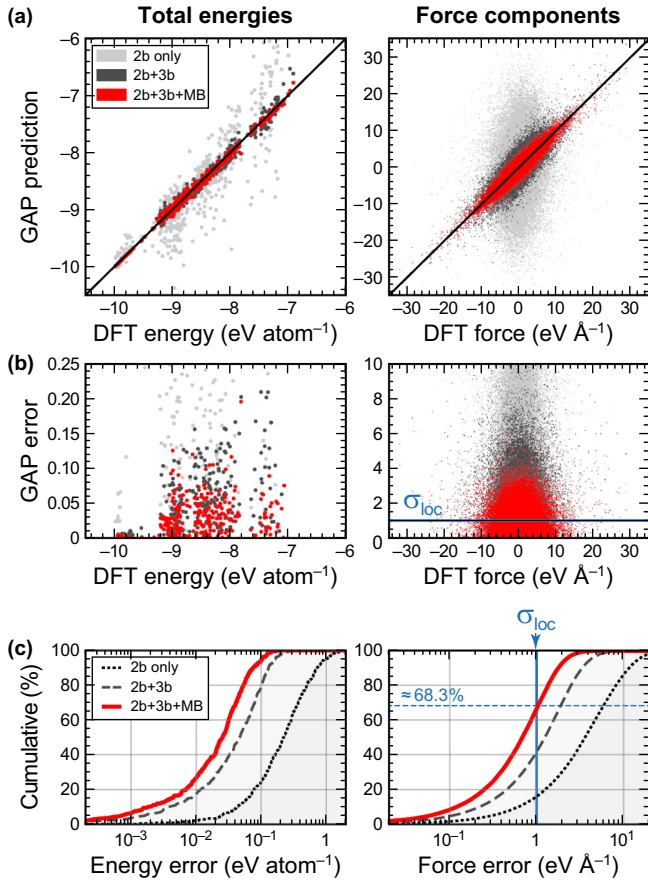 (a)
Total energies
Force components
GAP prediction
−6
−7
−8
−9
−10
2b only
2b+3b
2b+3b+MB
−10 −9 −8 −7 −6
DFT energy (eV atom⁻¹)
30
20
10
0
−10
−20
−30
−30 −20 −10 0 10 20 30
DFT force (eV Å⁻¹)
(b)
GAP error
0.25
0.20
0.15
0.10
0.05
0
−10 −9 −8 −7 −6
DFT energy (eV atom⁻¹)
10
8
6
4
2
0
σloc
−30 −20 −10 0 10 20 30
DFT force (eV Å⁻¹)
(c)
Cumulative (%)
100
80
60
40
20
0
2b only
2b+3b
2b+3b+MB
10⁻³ 10⁻² 10⁻¹ 1
Energy error (eV atom⁻¹)
σloc
100
80
60
40
20
0
≈68.3%
10⁻¹ 1 10¹
Force error (eV Å⁻¹)